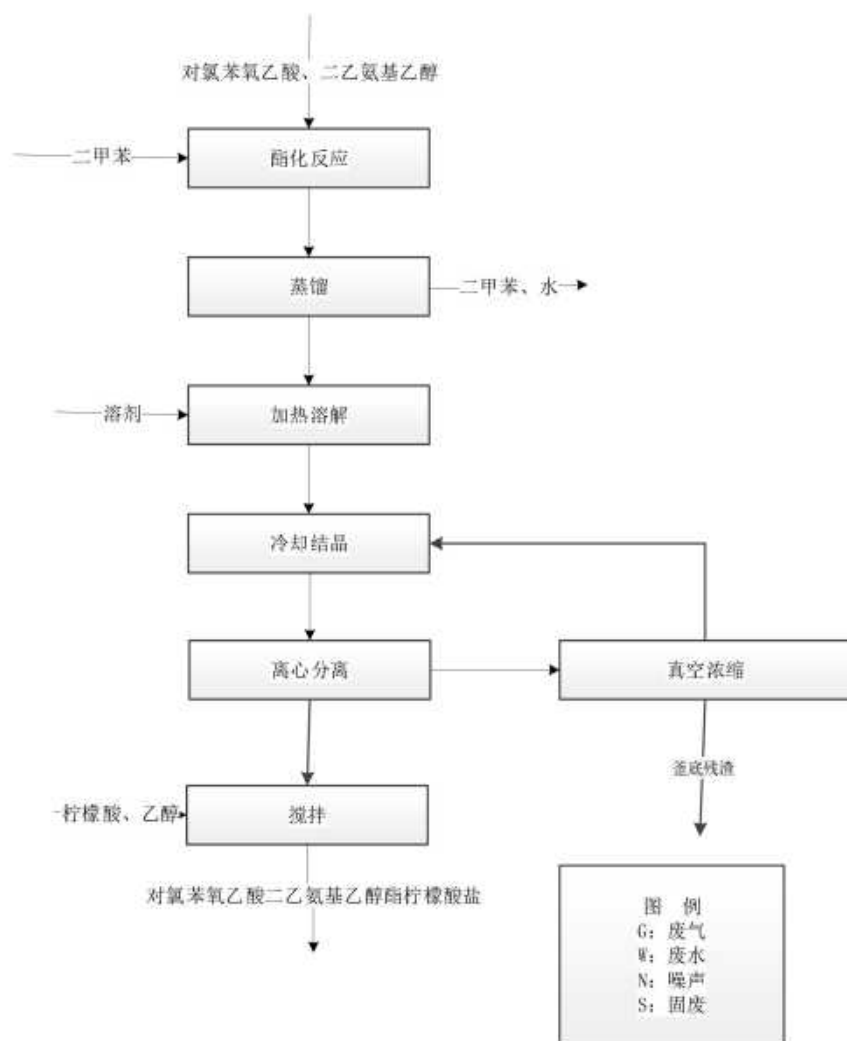 对氯苯氧乙酸、二乙氨基乙醇
二甲苯
酯化反应
蒸馏
二甲苯、水
溶剂
加热溶解
冷却结晶
离心分离
真空浓缩
釜底残渣
柠檬酸、乙醇
搅拌
对氯苯氧乙酸二乙氨基乙醇酯柠檬酸盐
图 例
G：废气
W：废水
N：噪声
S：固废